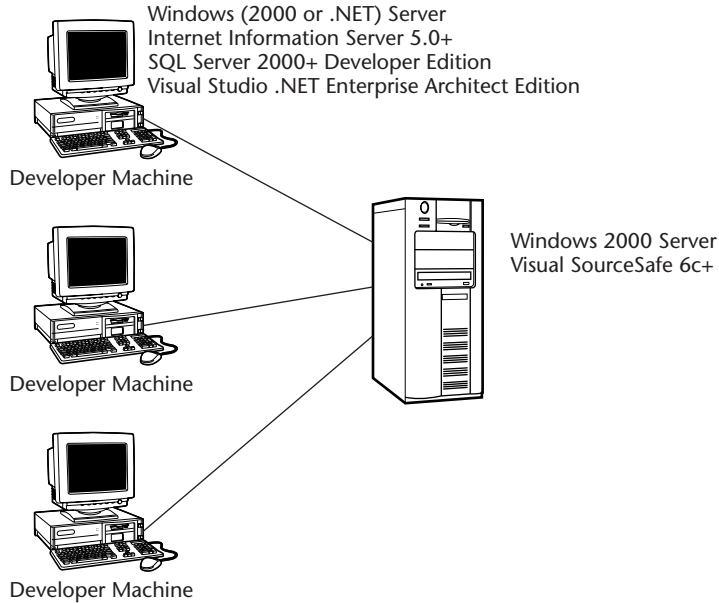 Windows (2000 or .NET) Server
Internet Information Server 5.0+
SQL Server 2000+ Developer Edition
Visual Studio .NET Enterprise Architect Edition
Developer Machine
Windows 2000 Server
Visual SourceSafe 6c+
Developer Machine
Developer Machine